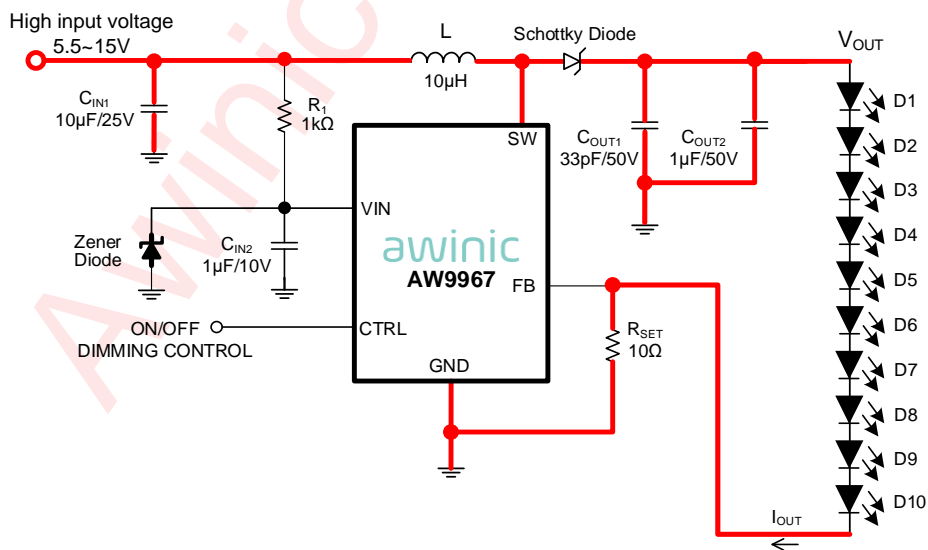 High input voltage
5.5~15V
L
10μH
Schottky Diode
VOUT
CIN1
10μF/25V
R1
1kΩ
SW
COUT1
33pF/50V
COUT2
1μF/50V
D1
D2
D3
D4
D5
D6
D7
D8
D9
D10
VIN
Zener
Diode
CIN2
1μF/10V
awinic
AW9967
FB
RSET
10Ω
ON/OFF
DIMMING CONTROL
CTRL
GND
IOUT
Awinic